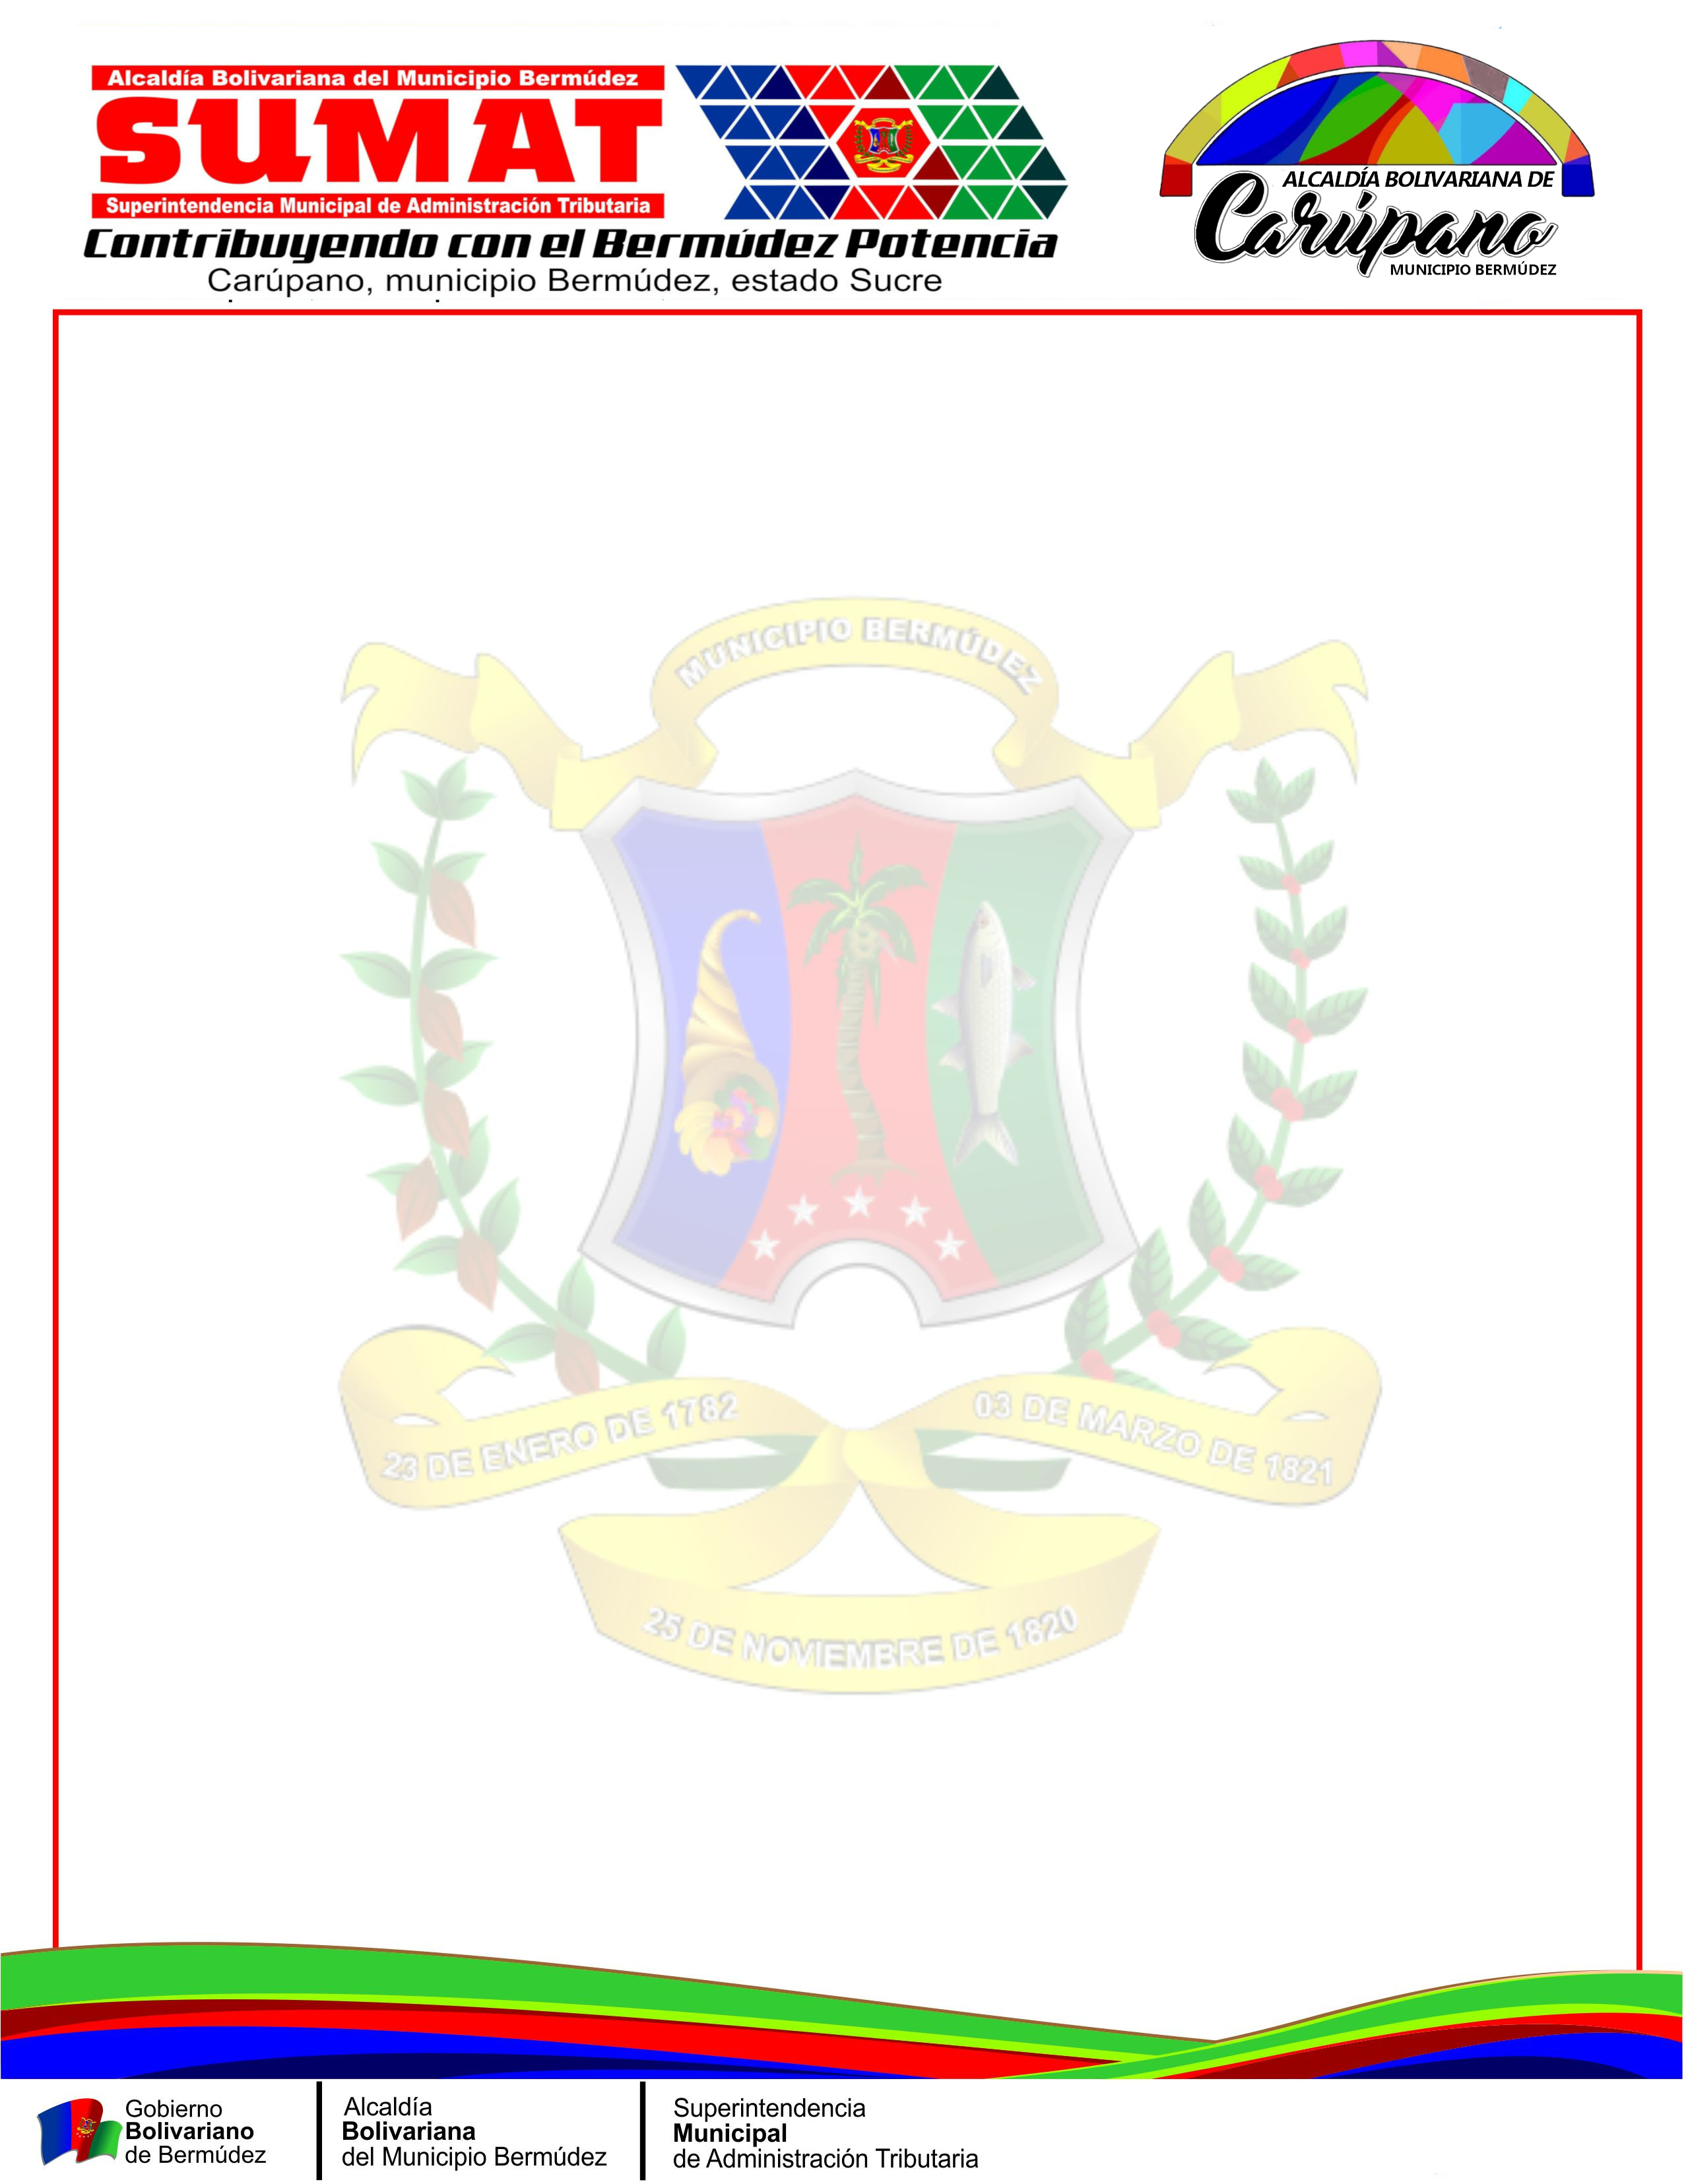 Alcaldía Bolivariana del Municipio Bermúdez
SUMAT
Superintendencia Municipal de Administración Tributaria
Contribuyendo con el Bermúdez Potencia
Carúpano, municipio Bermúdez, estado Sucre
ALCALDÍA BOLIVARIANA DE
Carúpano
MUNICIPIO BERMÚDEZ
MUNICIPIO BERMÚDEZ
23 DE ENERO DE 1782
03 DE MARZO DE 1821
25 DE NOVIEMBRE DE 1820
Gobierno
Bolivariano
de Bermúdez
Alcaldía
Bolivariana
del Municipio Bermúdez
Superintendencia
Municipal
de Administración Tributaria